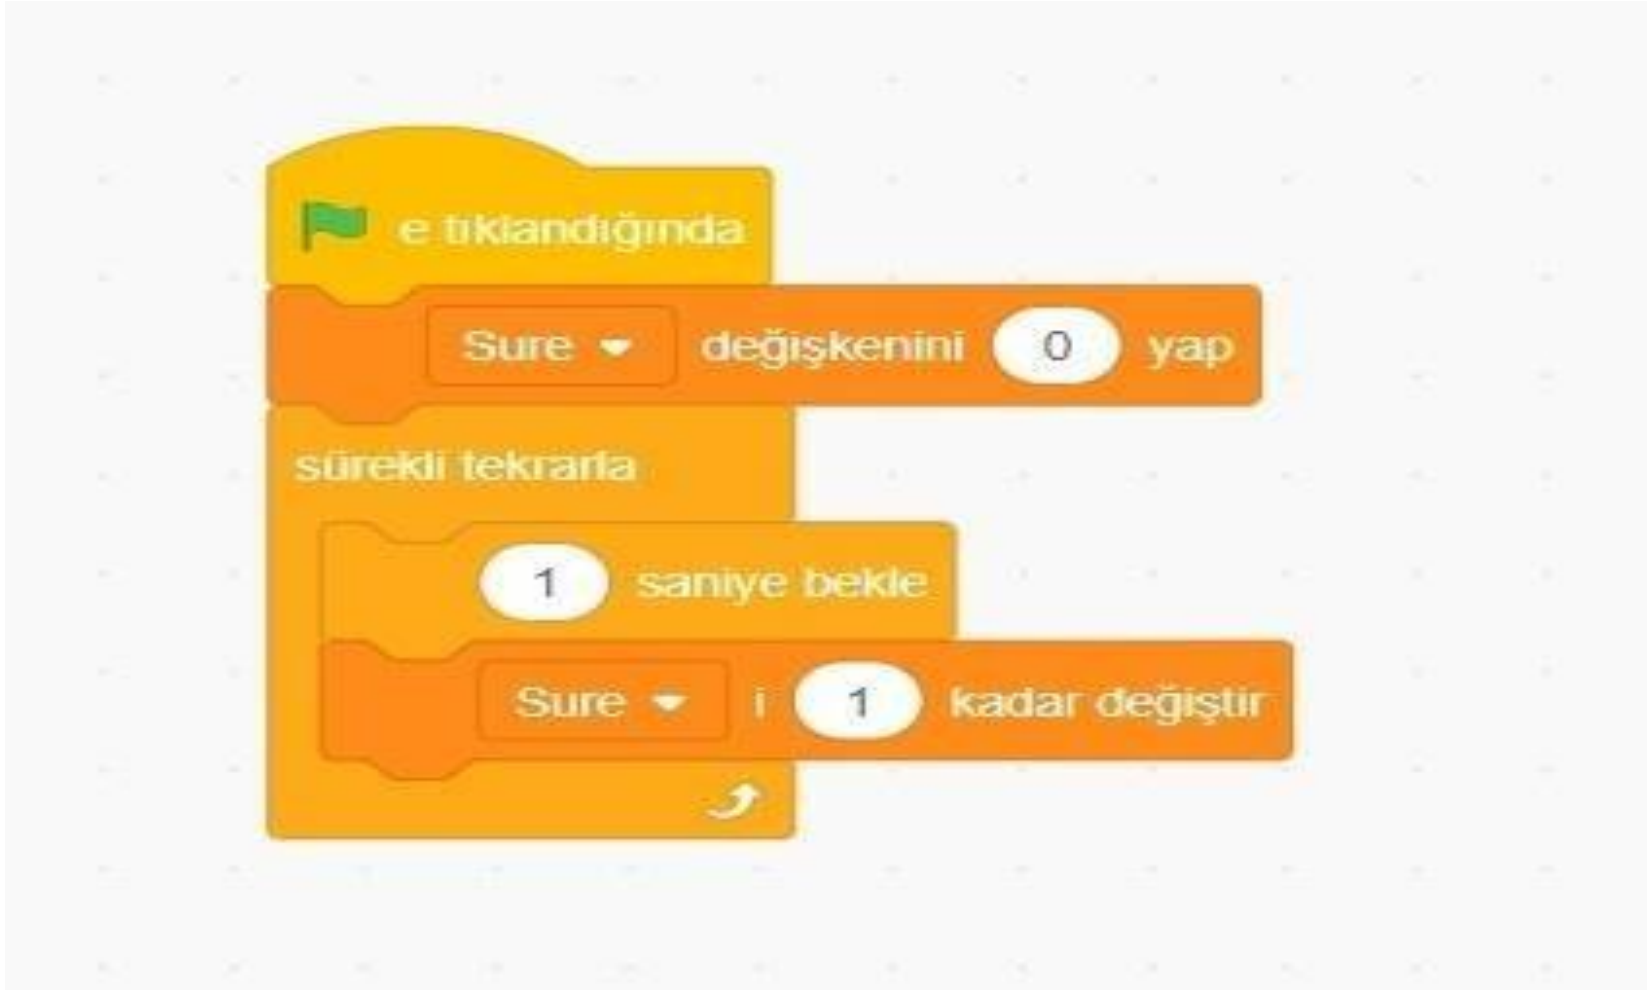 e tıklandığında
Sure değişkenini 0 yap
sürekli tekrarla
1 saniye bekle
Sure i 1 kadar değiştir